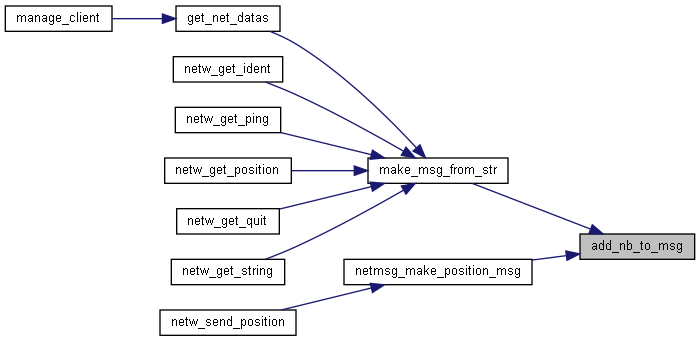 manage_client
get_net_datas
netw_get_ident
netw_get_ping
netw_get_position
make_msg_from_str
netw_get_quit
add_nb_to_msg
netw_get_string
netmsg_make_position_msg
netw_send_position